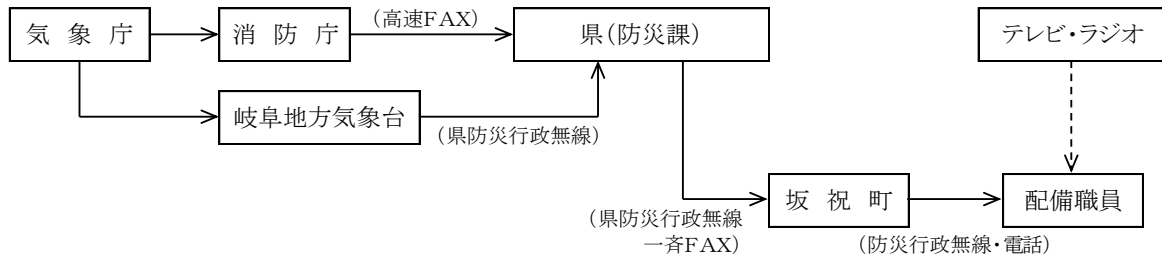 気象庁
消防庁
（高速FAX）
県（防災課）
テレビ・ラジオ
岐阜地方気象台
（県防災行政無線）
（県防災行政無線
一斉FAX）
坂祝町
（防災行政無線・電話）
配備職員